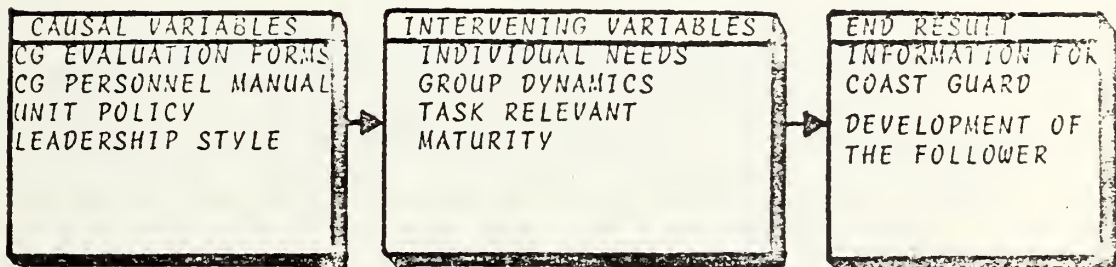 CAUSAL VARIABLES
CG EVALUATION FORMS
CG PERSONNEL MANUAL
UNIT POLICY
LEADERSHIP STYLE
INTERVENING VARIABLES
INDIVIDUAL NEEDS
GROUP DYNAMICS
TASK RELEVANT
MATURITY
END RESULT
INFORMATION FOR
COAST GUARD
DEVELOPMENT OF
THE FOLLOWER